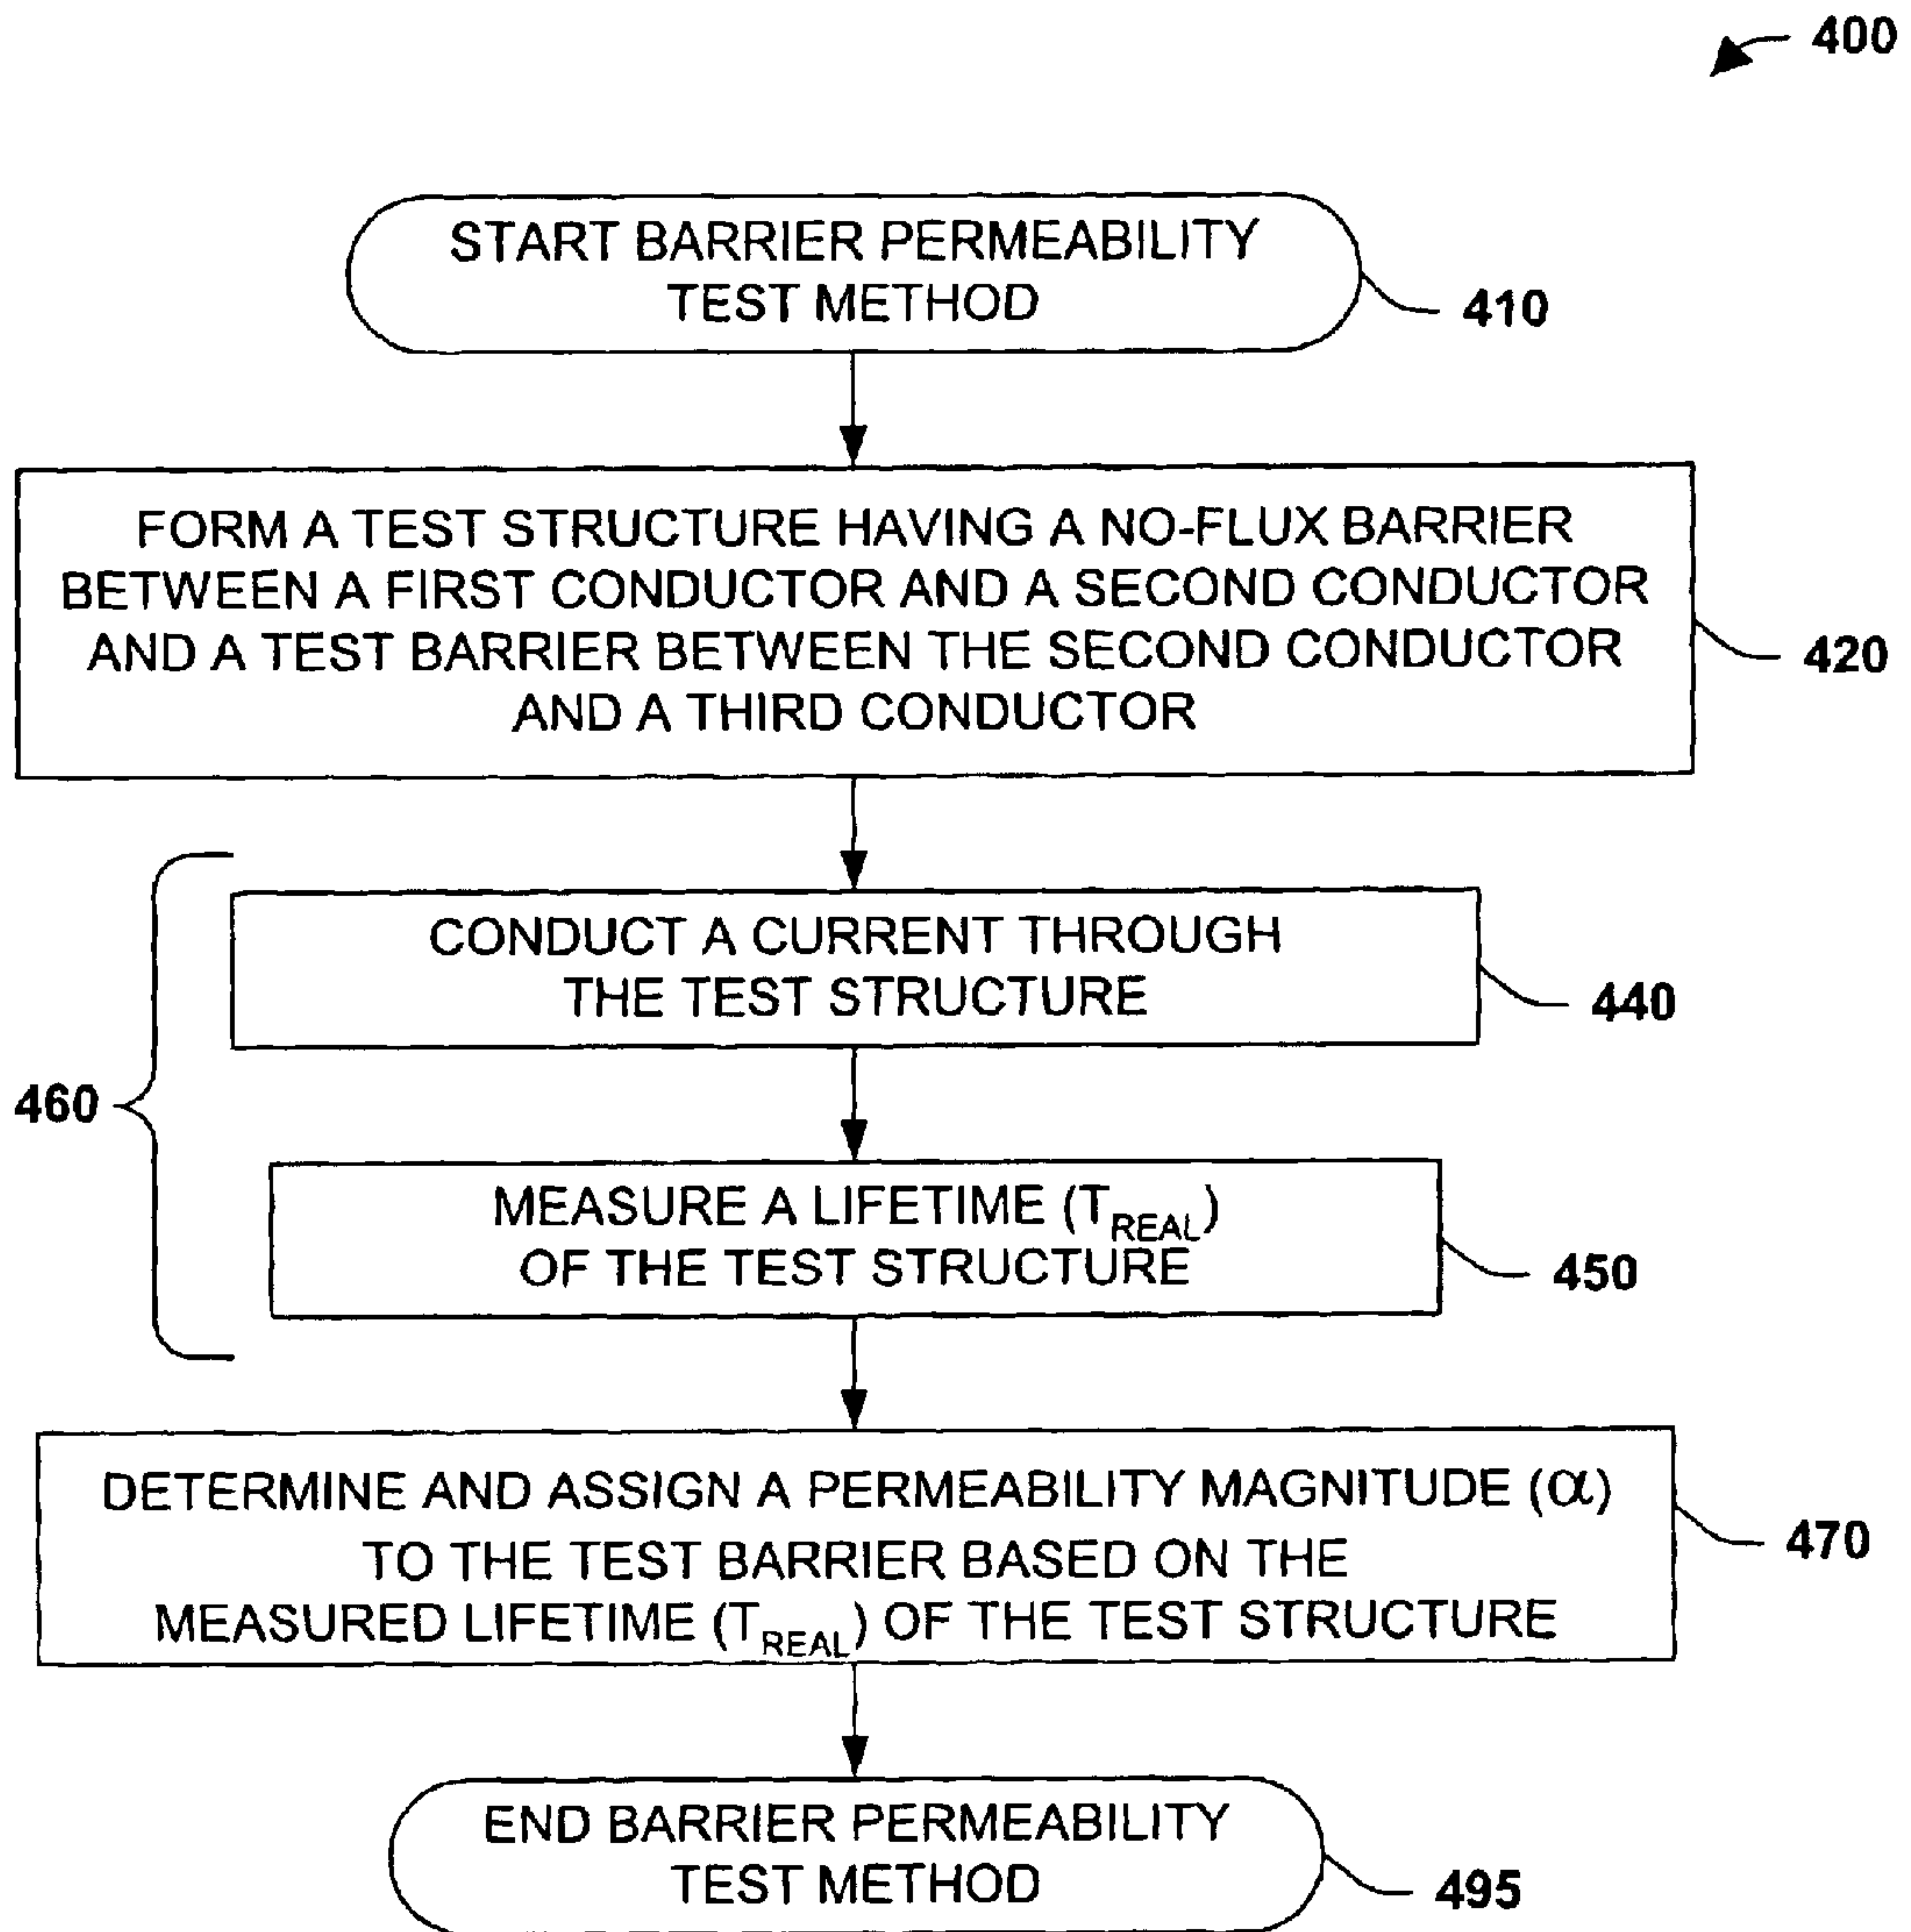 400
START BARRIER PERMEABILITY
TEST METHOD
410
FORM A TEST STRUCTURE HAVING A NO-FLUX BARRIER
BETWEEN A FIRST CONDUCTOR AND A SECOND CONDUCTOR
AND A TEST BARRIER BETWEEN THE SECOND CONDUCTOR
AND A THIRD CONDUCTOR
420
CONDUCT A CURRENT THROUGH
THE TEST STRUCTURE
440
460
MEASURE A LIFETIME (T_REAL)
OF THE TEST STRUCTURE
450
DETERMINE AND ASSIGN A PERMEABILITY MAGNITUDE (α)
TO THE TEST BARRIER BASED ON THE
MEASURED LIFETIME (T_REAL) OF THE TEST STRUCTURE
470
END BARRIER PERMEABILITY
TEST METHOD
495